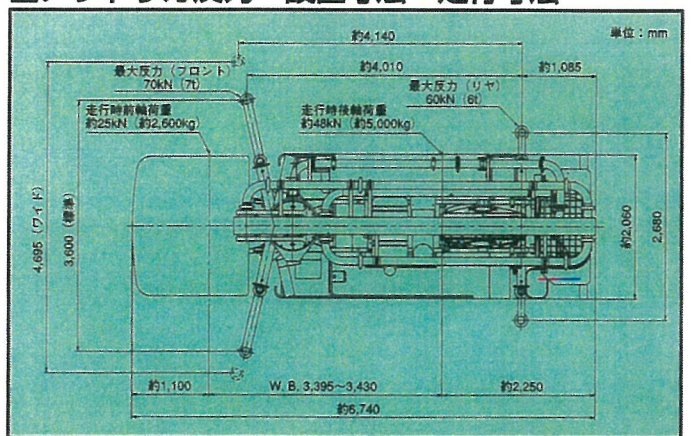 単位：mm
約4,140
約4,010
約1,085
最大反力（フロント）
70kN（7t）
最大反力（リヤ）
60kN（6t）
走行時前輪荷重
約25kN（約2,600kg）
走行時後輪荷重
約48kN（約5,000kg）
4,695（ワイド）
3,600（標準）
約2,060
2,680
約1,100
W. B. 3,395〜3,430
約2,250
約6,740